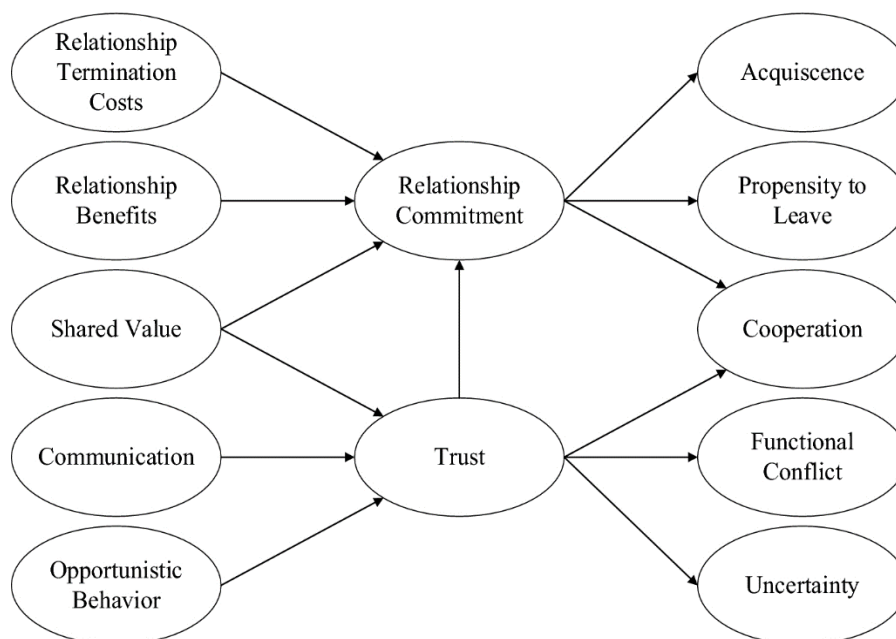 Relationship
Termination
Costs
Acquiscence
Relationship
Benefits
Relationship
Commitment
Propensity to
Leave
Shared Value
Cooperation
Communication
Trust
Functional
Conflict
Opportunistic
Behavior
Uncertainty